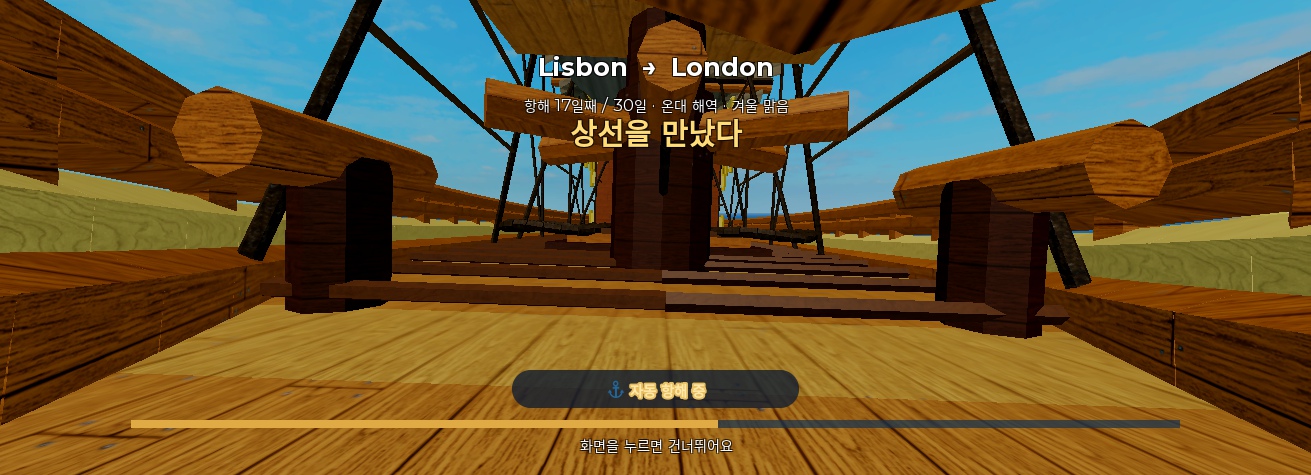 Lisbon → London
항해 17일째 / 30일 · 온대 해역 · 겨울 맑음
상선을 만났다
⚓ 자동 항해 중
화면을 누르면 건너뛰어요